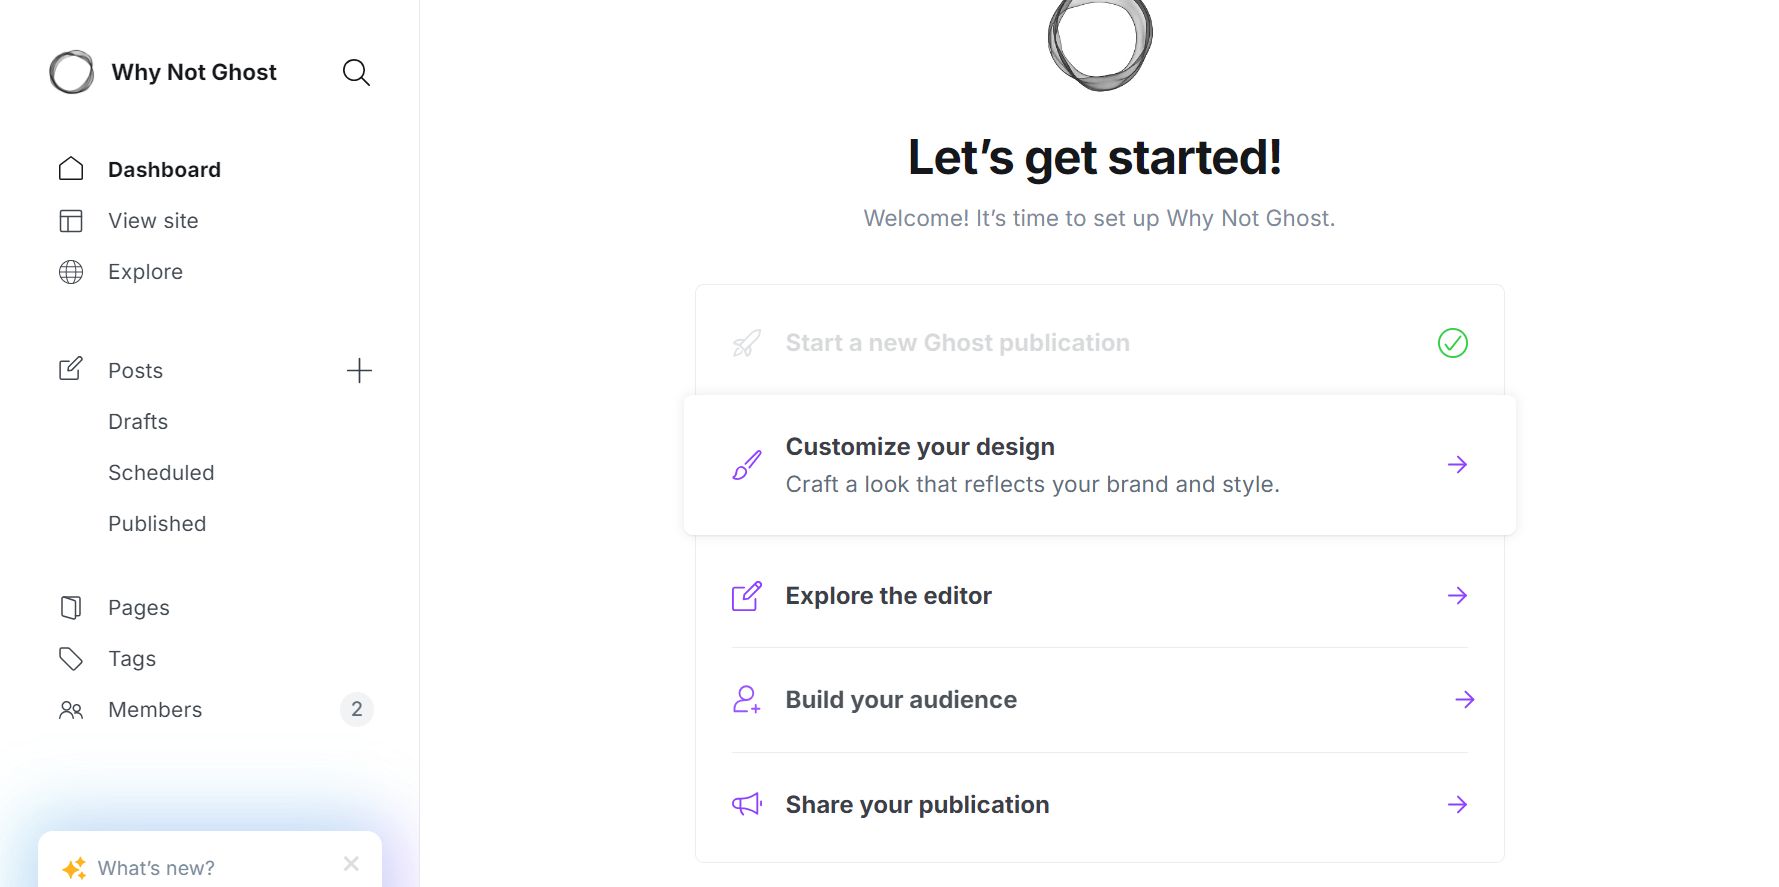 Why Not Ghost
Dashboard
View site
Explore
Posts
Drafts
Scheduled
Published
Pages
Tags
Members
2
What’s new?
Let’s get started!
Welcome! It’s time to set up Why Not Ghost.
Start a new Ghost publication
Customize your design
Craft a look that reflects your brand and style.
Explore the editor
Build your audience
Share your publication